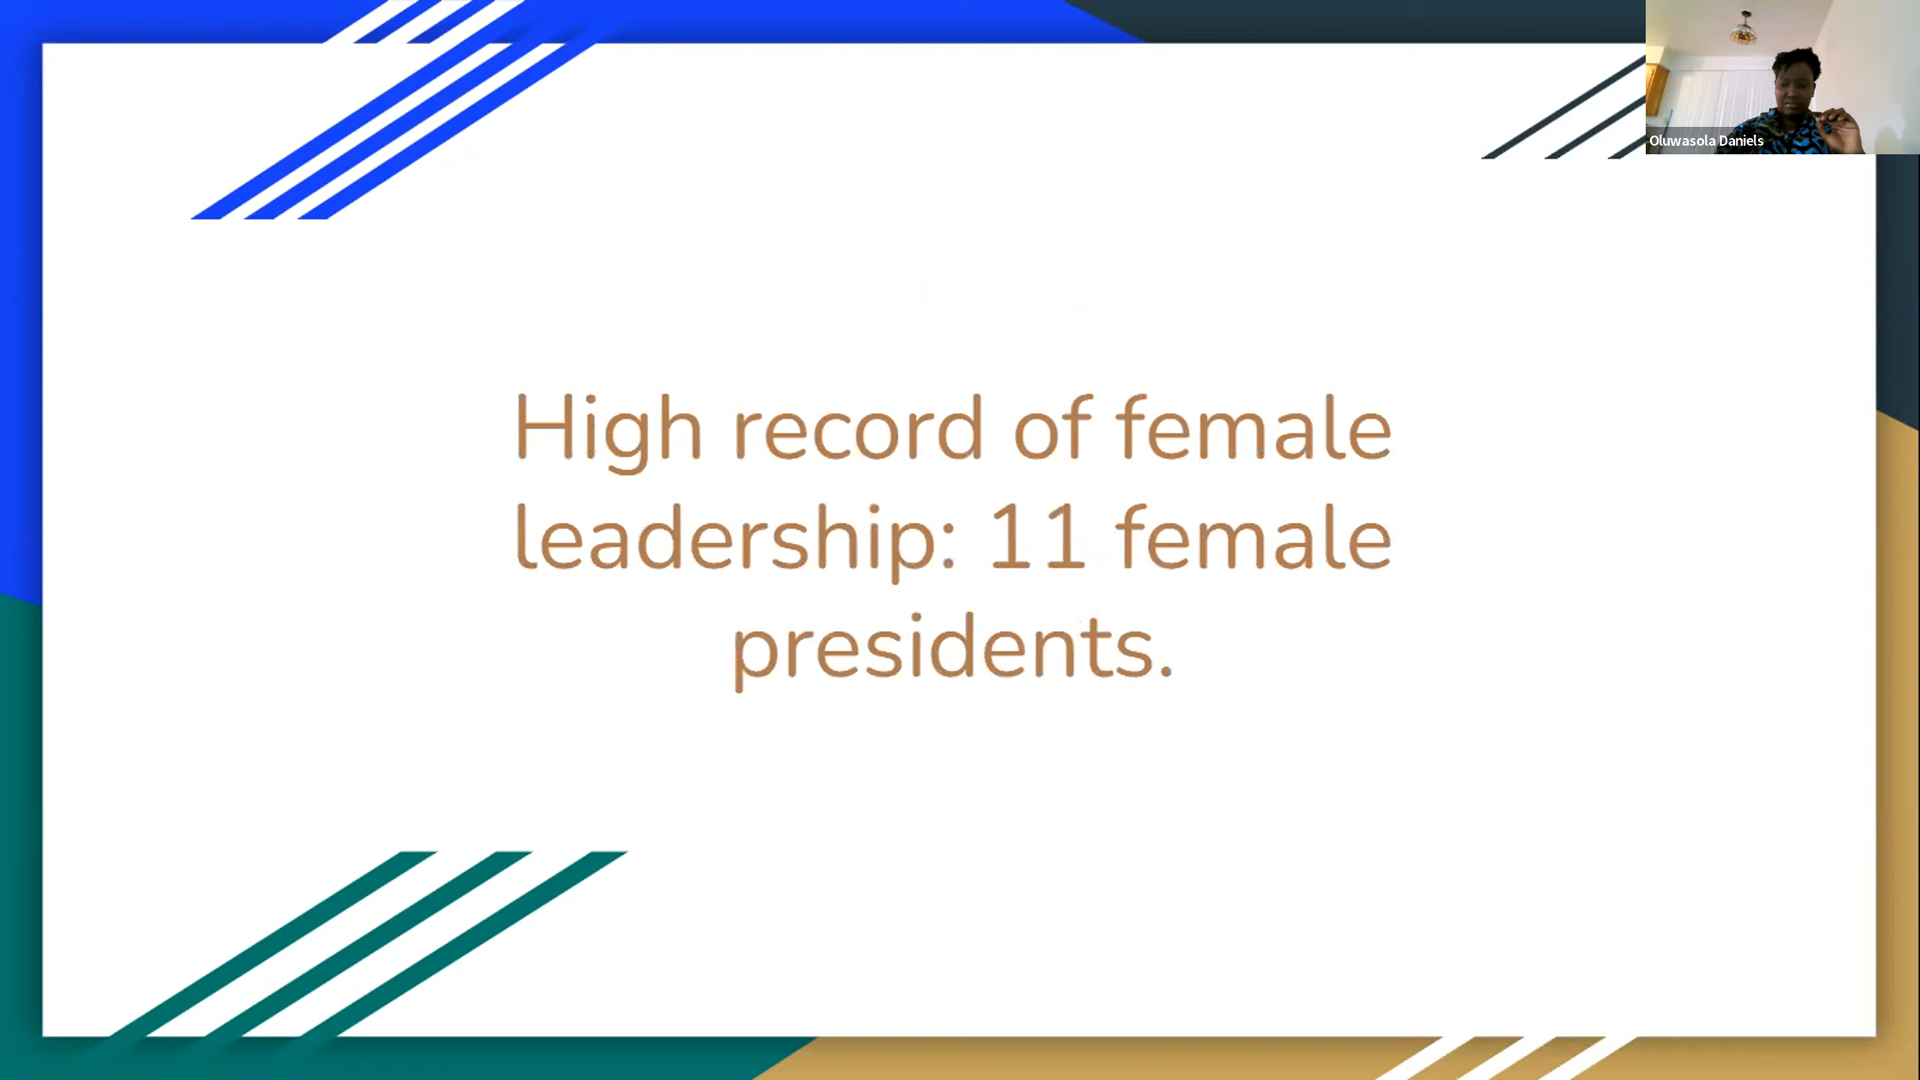 Oluwasola Daniels
High record of female
leadership: 11 female
presidents.